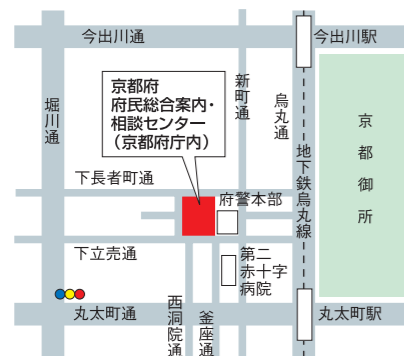 今出川通
今出川駅
京都府
府民総合案内・
相談センター
（京都府庁内）
新町通
烏丸通
堀川通
地下鉄烏丸線
京都御所
下長者町通
府警本部
下立売通
第二
赤十字
病院
丸太町通
西洞院通
釜座通
丸太町駅